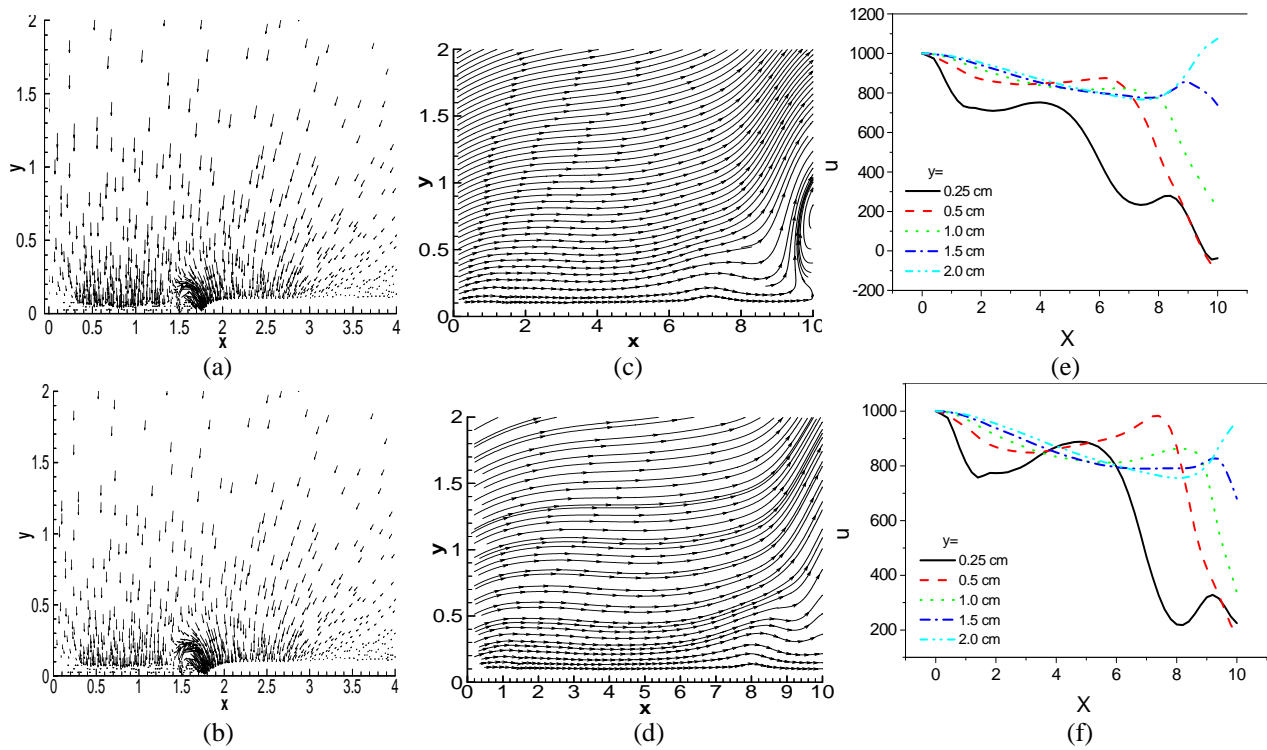 2
1.5
y
1
0.5
0
0.5 1 1.5 2 2.5 3 3.5 4
x
(a)
2
1.5
y
1
0.5
0
0 2 4 6 8 10
x
(c)
1200
1000
800
600
u
400
200
0
-200
y=
0.25 cm
0.5 cm
1.0 cm
1.5 cm
2.0 cm
0 2 4 6 8 10
X
(e)
2
1.5
y
1
0.5
0
0 0.5 1 1.5 2 2.5 3 3.5 4
x
(b)
2
1.5
y
1
0.5
0
0 1 2 3 4 5 6 7 8 9 10
x
(d)
1000
800
u
600
400
200
y=
0.25 cm
0.5 cm
1.0 cm
1.5 cm
2.0 cm
0 2 4 6 8 10
X
(f)